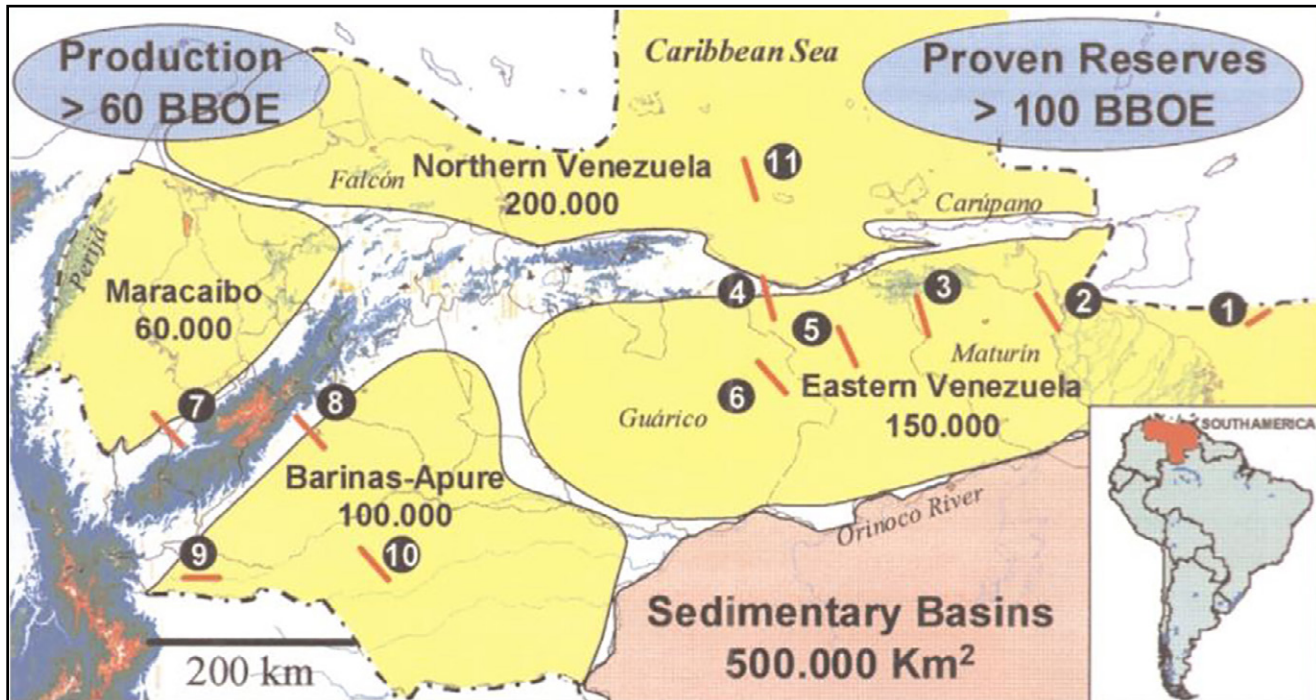 Production
> 60 BBOE
Caribbean Sea
Proven Reserves
> 100 BBOE
Northern Venezuela
200.000
Falcón
11
Carúpano
Perijá
Maracaibo
60.000
4
5
3
2
1
Maturín
6
Eastern Venezuela
150.000
Guárico
7
8
Barinas-Apure
100.000
9
10
Orinoco River
SOUTH AMERICA
200 km
Sedimentary Basins
500.000 Km²